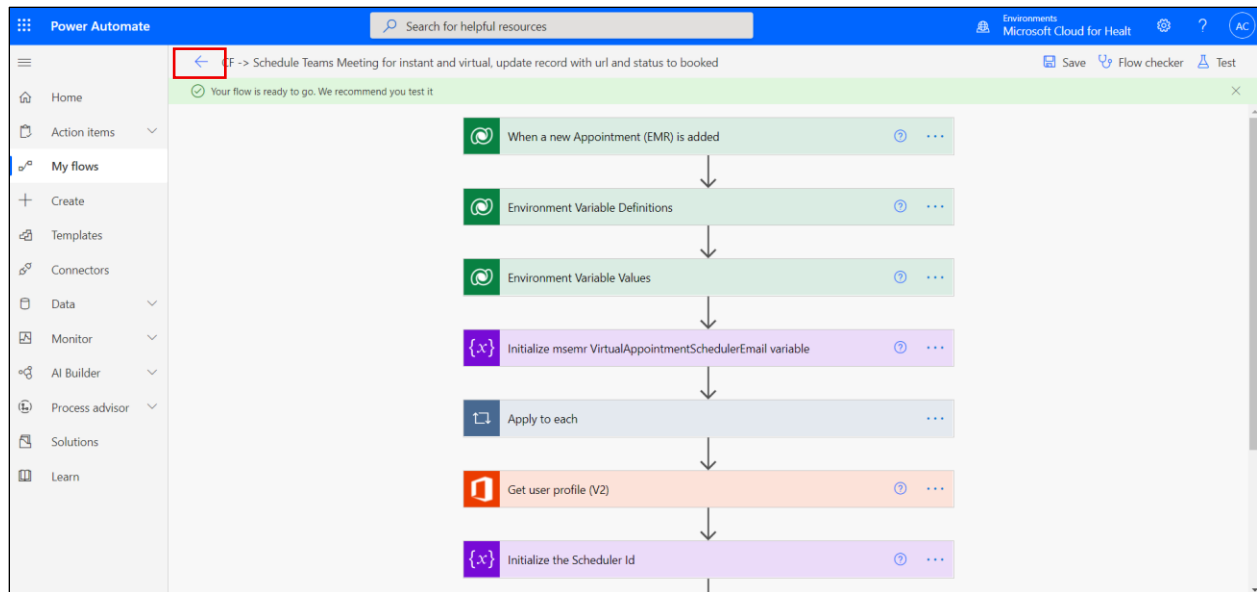 Power Automate
Search for helpful resources
Environments
Microsoft Cloud for Healt
?
AC
CF -> Schedule Teams Meeting for instant and virtual, update record with url and status to booked
Save
Flow checker
Test
Your flow is ready to go. We recommend you test it
Home
Action items
My flows
Create
Templates
Connectors
Data
Monitor
AI Builder
Process advisor
Solutions
Learn
When a new Appointment (EMR) is added
Environment Variable Definitions
Environment Variable Values
{x} Initialize msemr VirtualAppointmentSchedulerEmail variable
Apply to each
Get user profile (V2)
{x} Initialize the Scheduler Id